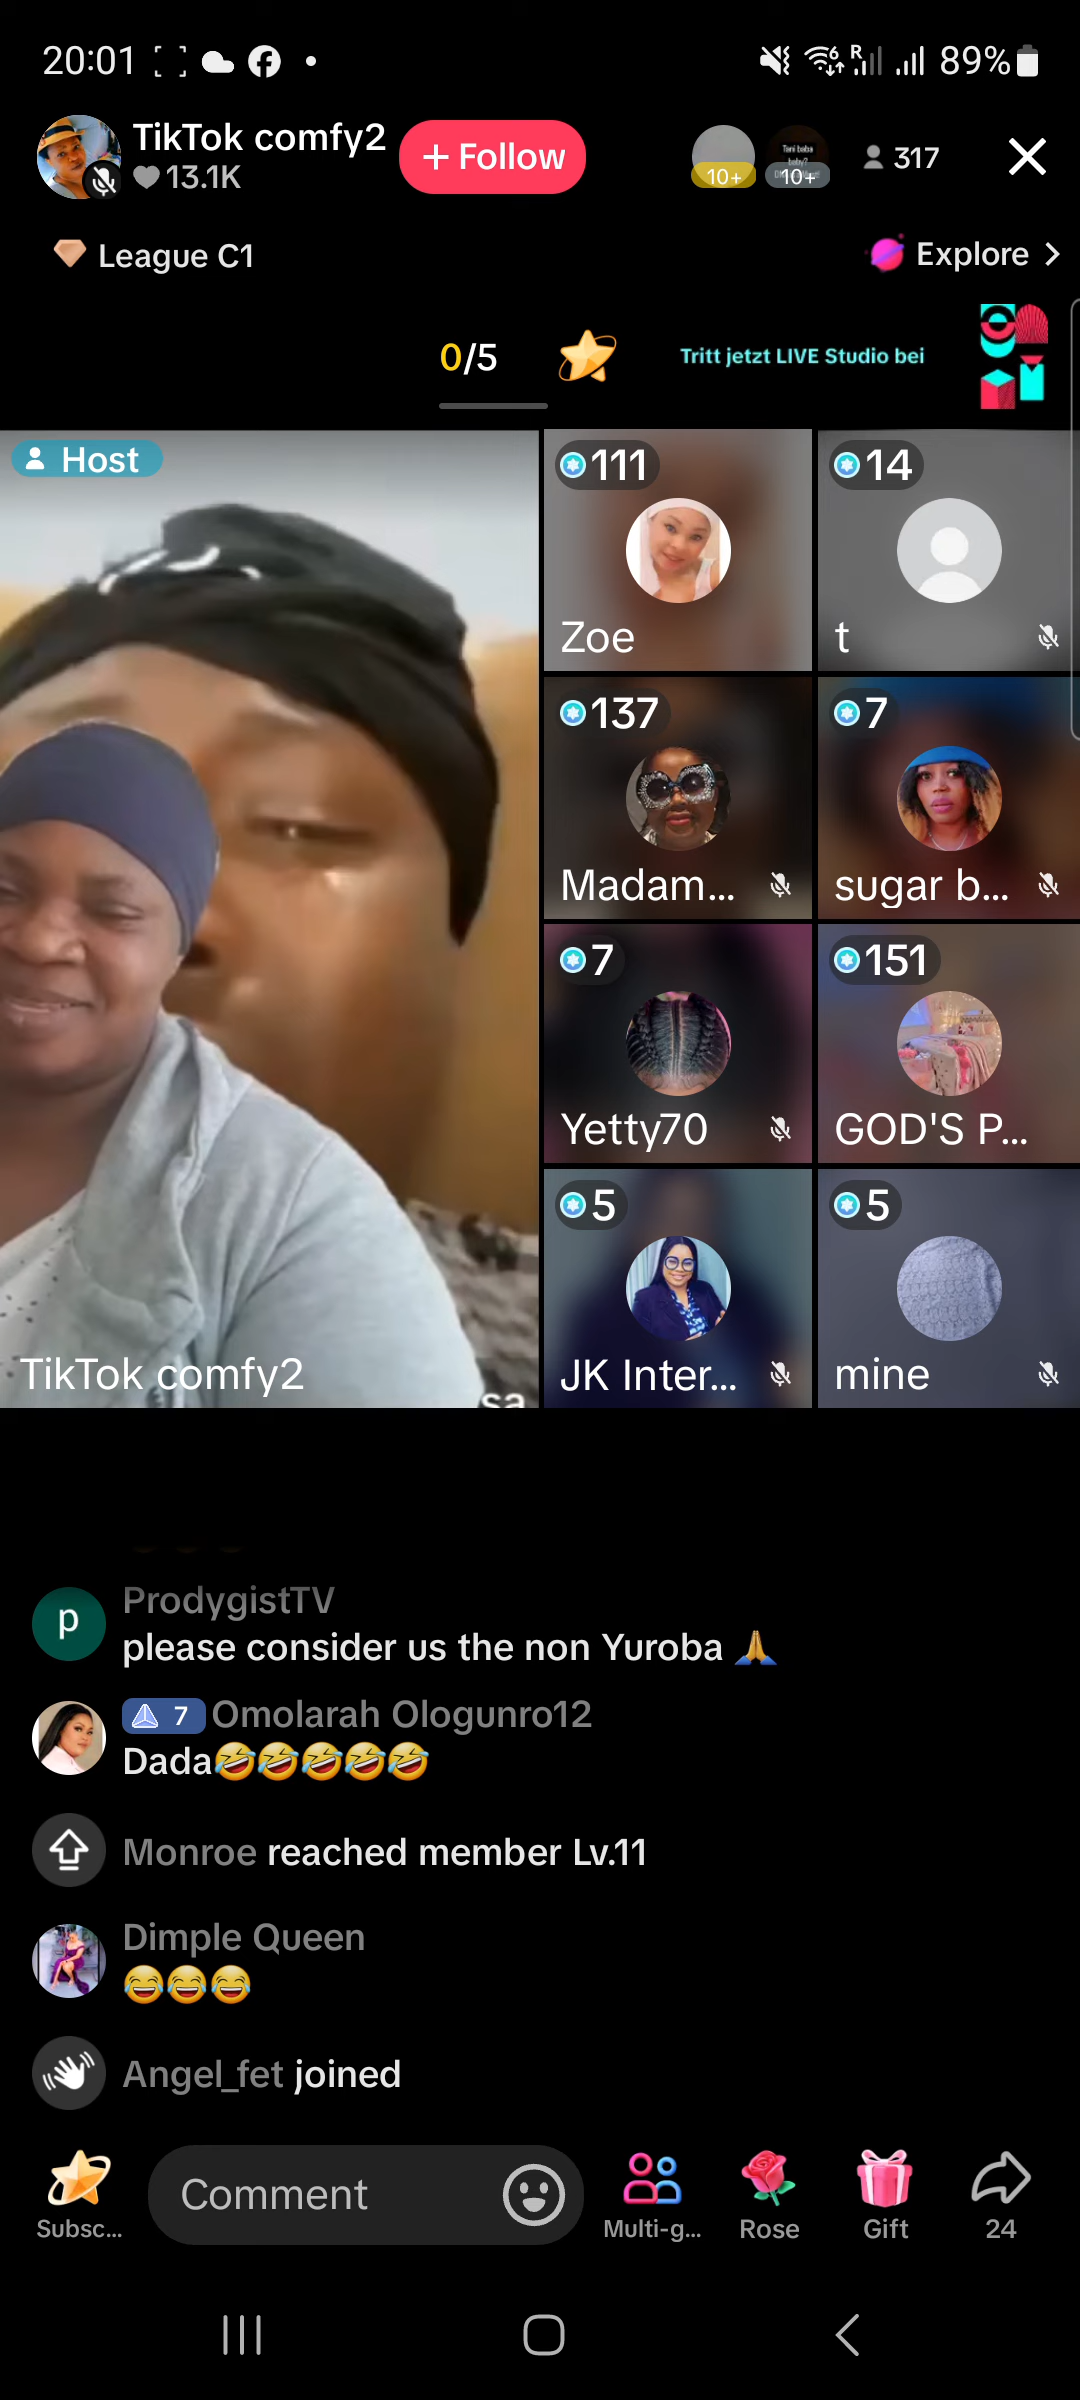 20:01
89%
TikTok comfy2
13.1K
+ Follow
10+
10+
317
League C1
Explore
0/5
Tritt jetzt LIVE Studio bei
Host
111
Zoe
14
t
137
Madam...
7
sugar b...
7
Yetty70
151
GOD'S P...
5
JK Inter...
5
mine
TikTok comfy2
sa
ProdygistTV
please consider us the non Yuroba 🙏
7 Omolarah Ologunro12
Dada🤣🤣🤣🤣🤣
Monroe reached member Lv.11
Dimple Queen
😂😂😂
Angel_fet joined
Comment
Subsc...
Multi-g...
Rose
Gift
24